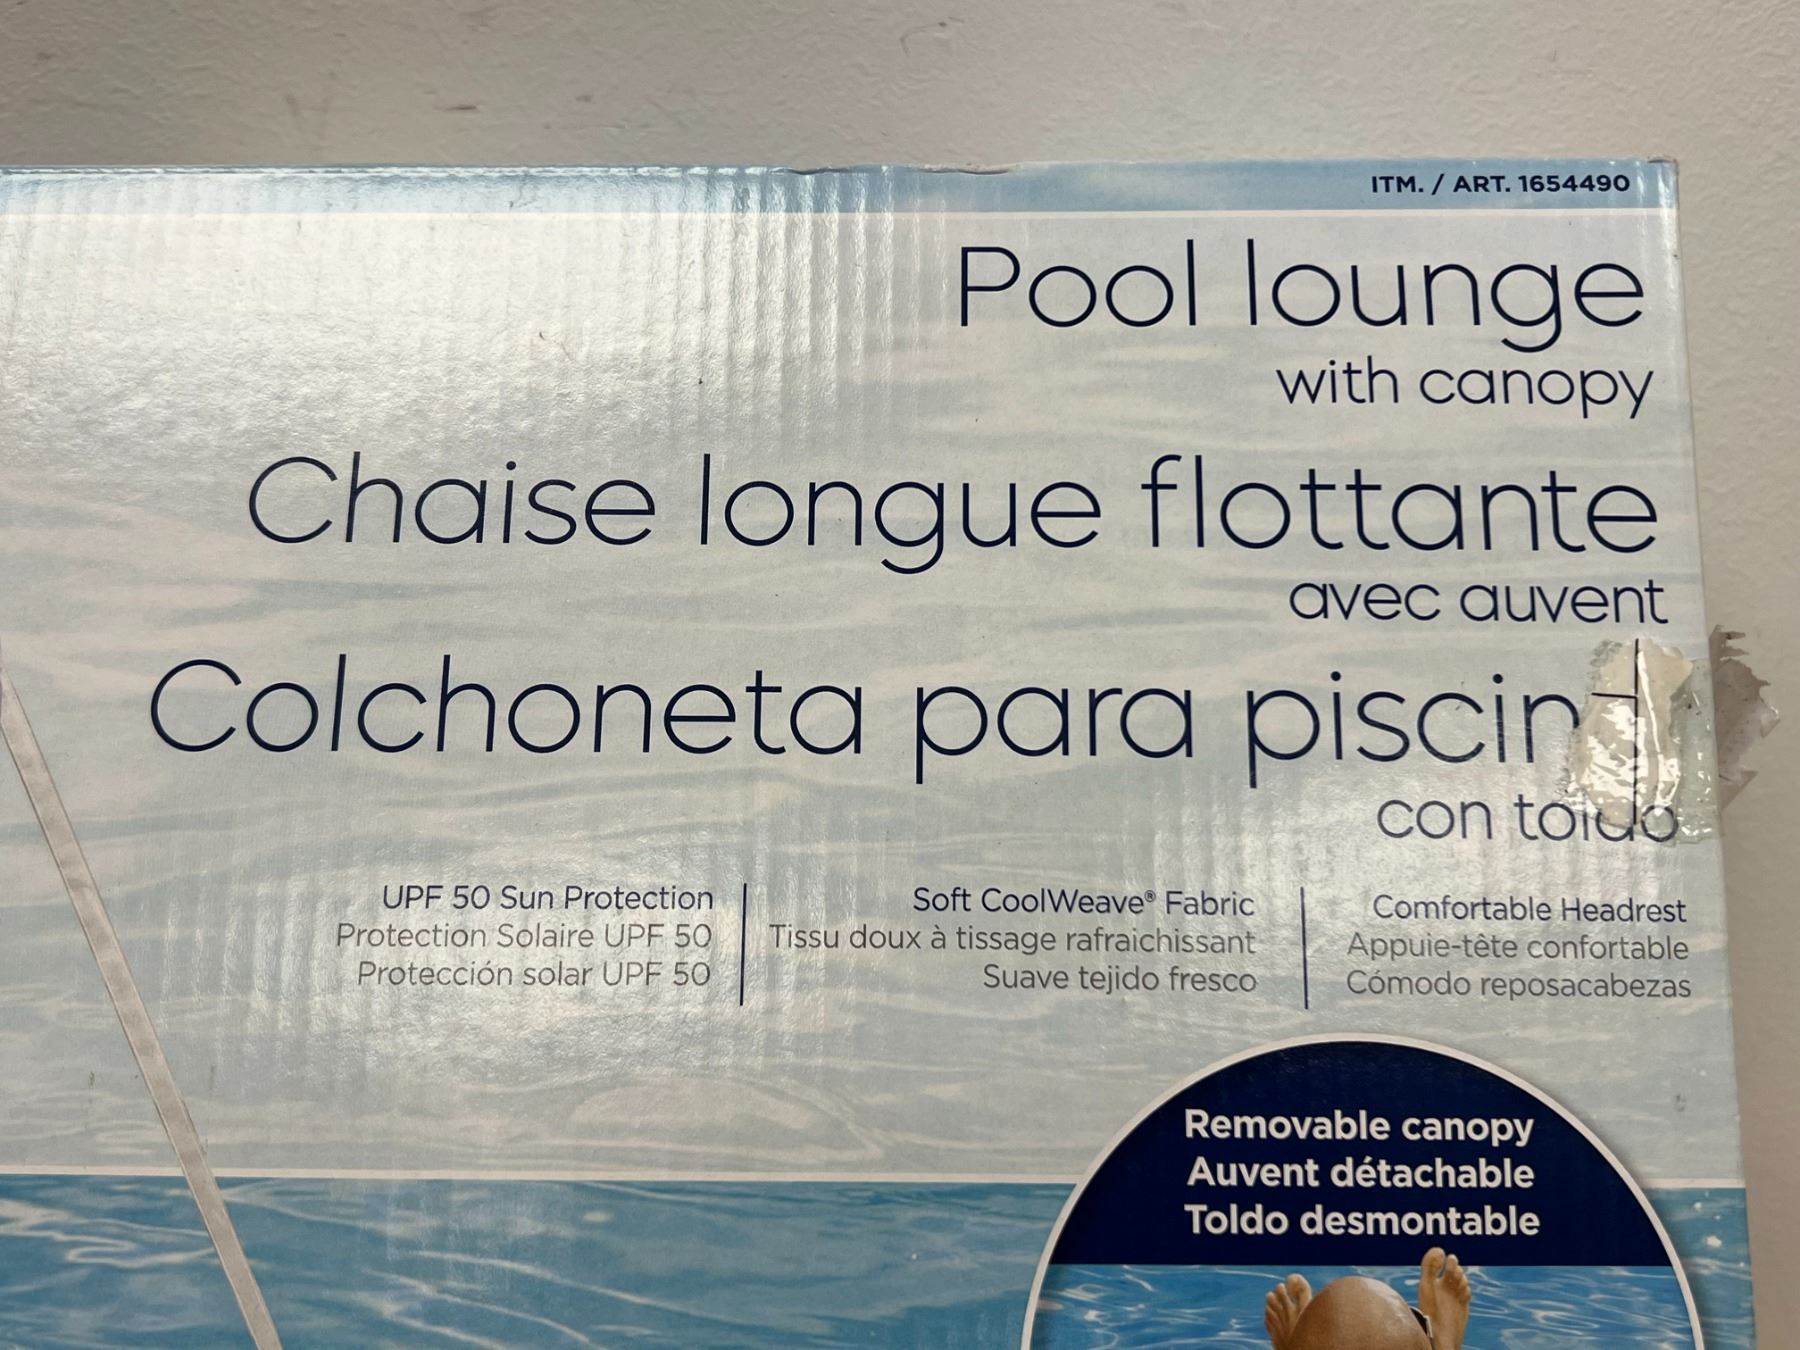 ITM. / ART. 1654490
Pool lounge
with canopy
Chaise longue flottante
avec auvent
Colchoneta para piscina
con toldo
UPF 50 Sun Protection
Protection Solaire UPF 50
Protección solar UPF 50
Soft CoolWeave® Fabric
Tissu doux à tissage rafraichissant
Suave tejido fresco
Comfortable Headrest
Appuie-tête confortable
Cómodo reposacabezas
Removable canopy
Auvent détachable
Toldo desmontable